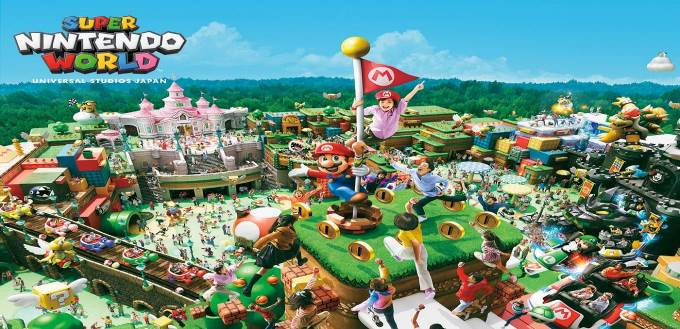 SUPER
NINTENDO
WORLD
UNIVERSAL STUDIOS JAPAN
M
M
?